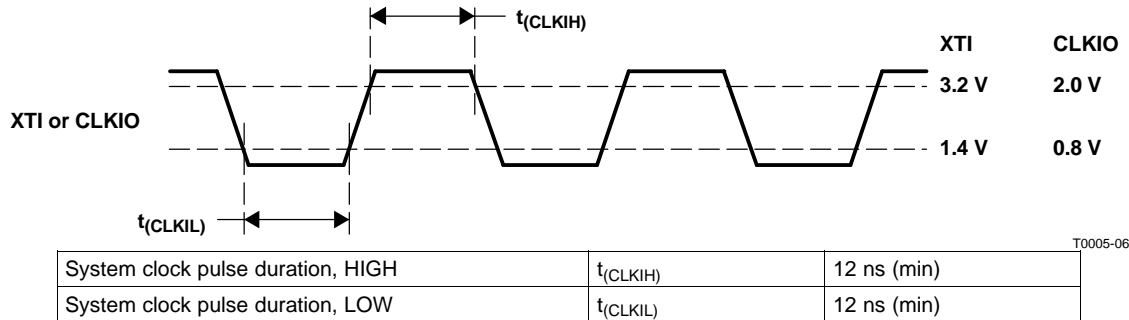 t(CLKIH)
XTI CLKIO
3.2 V 2.0 V
XTI or CLKIO
1.4 V 0.8 V
t(CLKIL)
T0005-06
System clock pulse duration, HIGH t(CLKIH) 12 ns (min)
System clock pulse duration, LOW t(CLKIL) 12 ns (min)